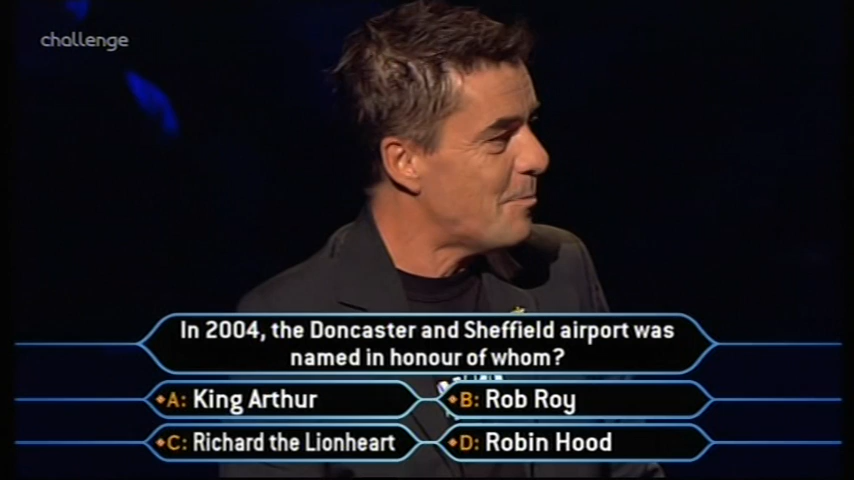 challenge
In 2004, the Doncaster and Sheffield airport was
named in honour of whom?
A: King Arthur
B: Rob Roy
C: Richard the Lionheart
D: Robin Hood